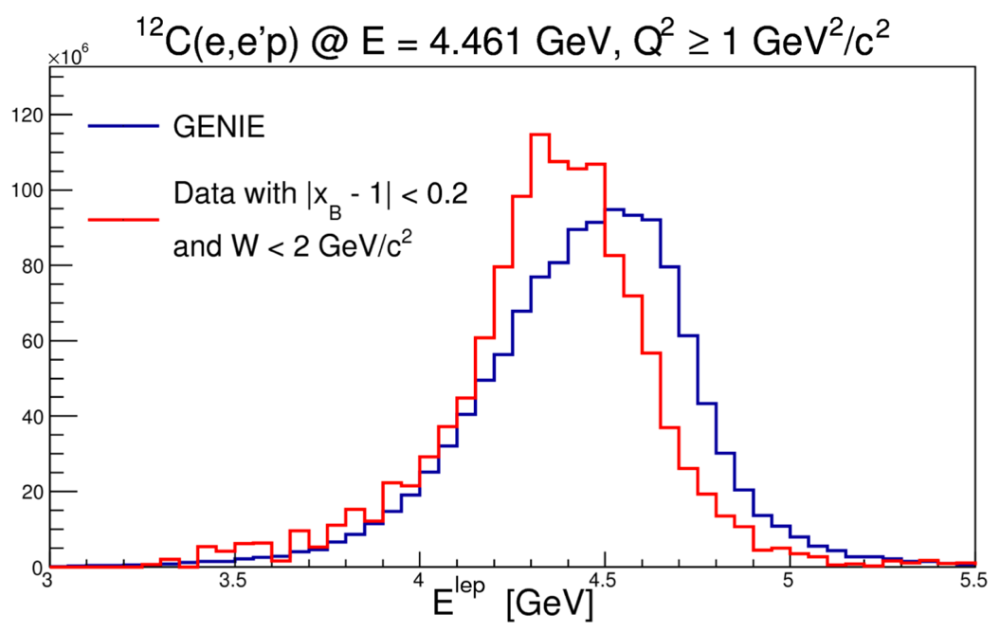 ¹²C(e,e’p) @ E = 4.461 GeV, Q² ≥ 1 GeV²/c²
×10⁶
120
100
80
60
40
20
0
GENIE
Data with |x_B - 1| < 0.2
and W < 2 GeV/c²
3 3.5 4 4.5 5 5.5
E^lep [GeV]